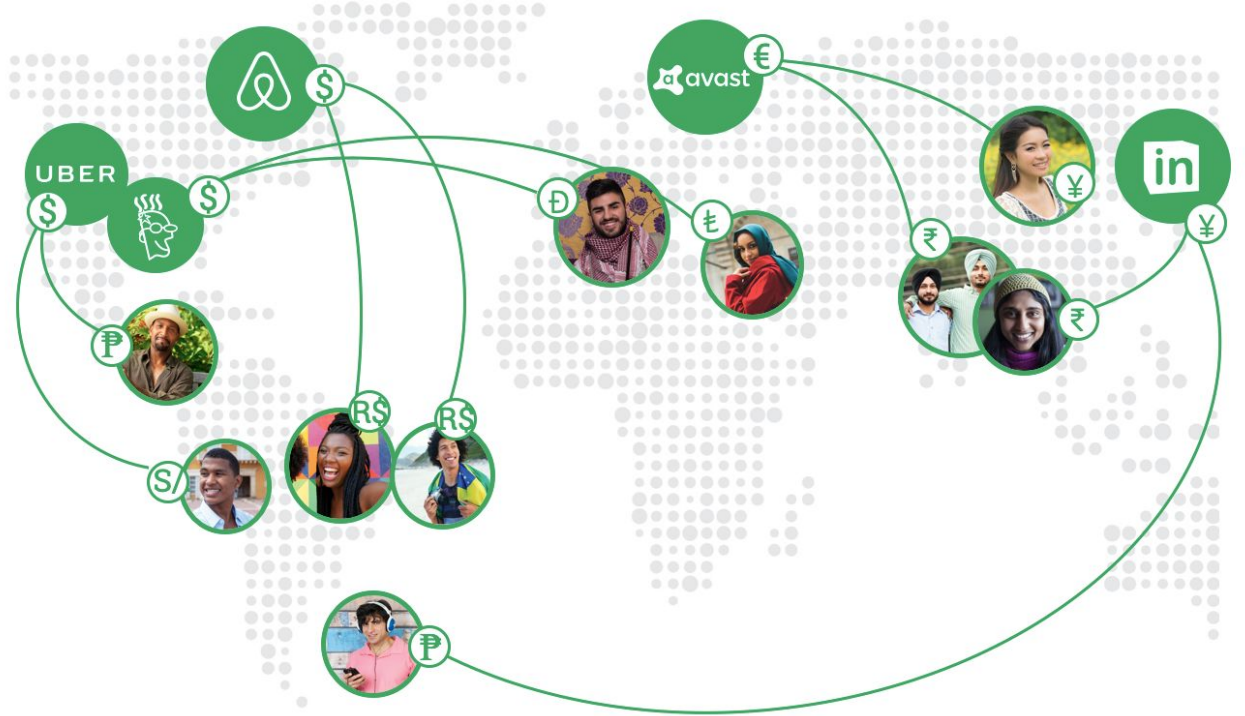 $
€
avast
UBER
$
$
¥
in
Đ
₺
₹
¥
₱
₹
R$
R$
S/
₱